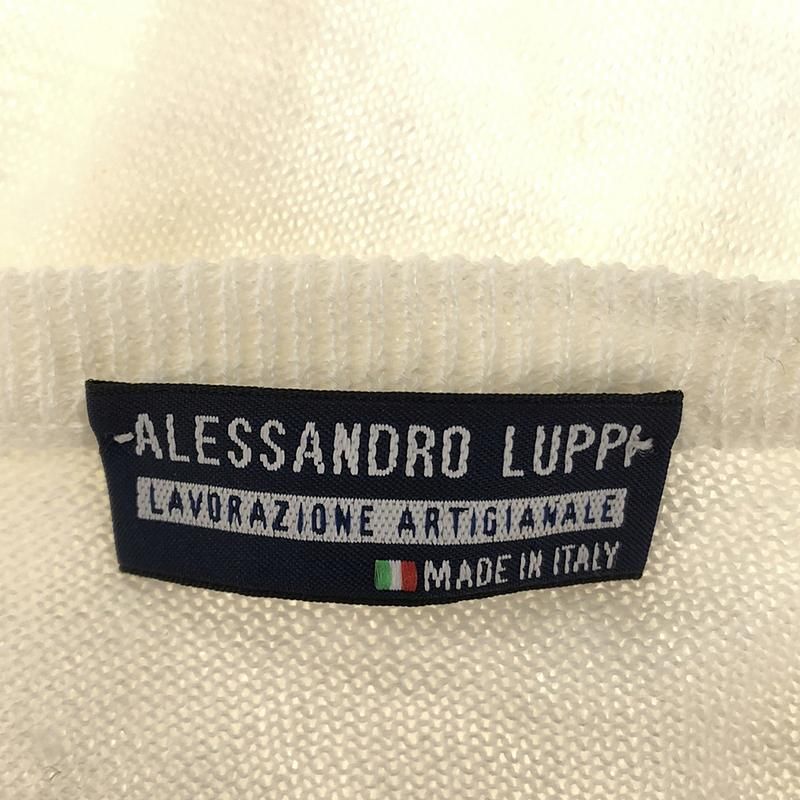 ALESSANDRO LUPPI
LAVORAZIONE ARTIGIANALE
MADE IN ITALY